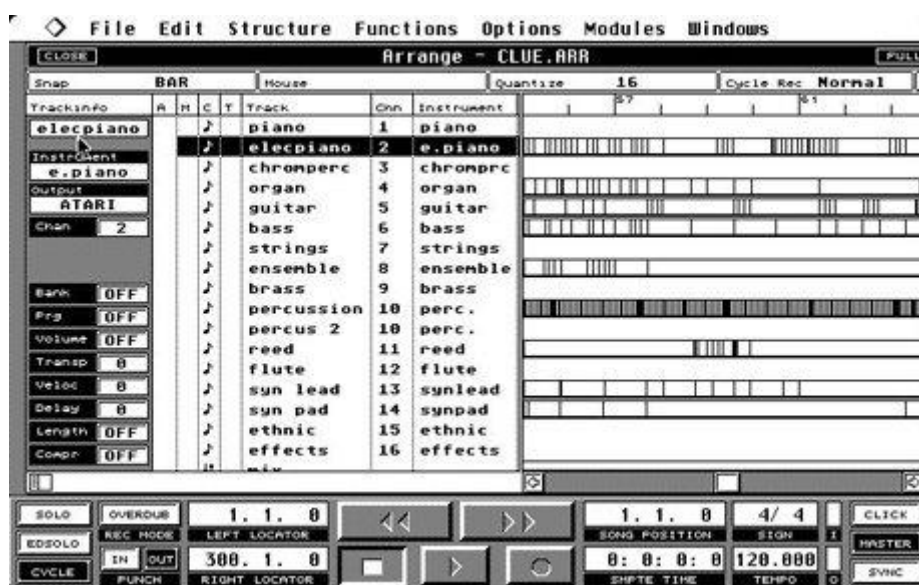 File Edit Structure Functions Options Modules Windows
CLOSE Arrange - CLUE.ARR FULL
Snap BAR Mouse Quantize 16 Cycle Rec Normal
Trackinfo A M C T Track Chn Instrument 57 61
elecpiano piano 1 piano
elecpiano 2 e.piano
Instrument chromperc 3 chromprc
e.piano organ 4 organ
Output guitar 5 guitar
ATARI bass 6 bass
Chan 2 strings 7 strings
ensemble 8 ensemble
Bank OFF brass 9 brass
Prg OFF percussion 10 perc.
percus 2 10 perc.
Volume OFF reed 11 reed
Transp 0 flute 12 flute
Veloc 0 syn lead 13 synlead
Delay 0 syn pad 14 synpad
Length OFF ethnic 15 ethnic
Compr OFF effects 16 effects
SOLO OVERDUB 1. 1. 0 1. 1. 0 4/ 4 CLICK
REC MODE LEFT LOCATOR SONG POSITION SIGN I MASTER
EDSOLO IN OUT 300. 1. 0 0: 0: 0: 0 120.000
CYCLE PUNCH RIGHT LOCATOR SMPTE TIME TEMPO SYNC